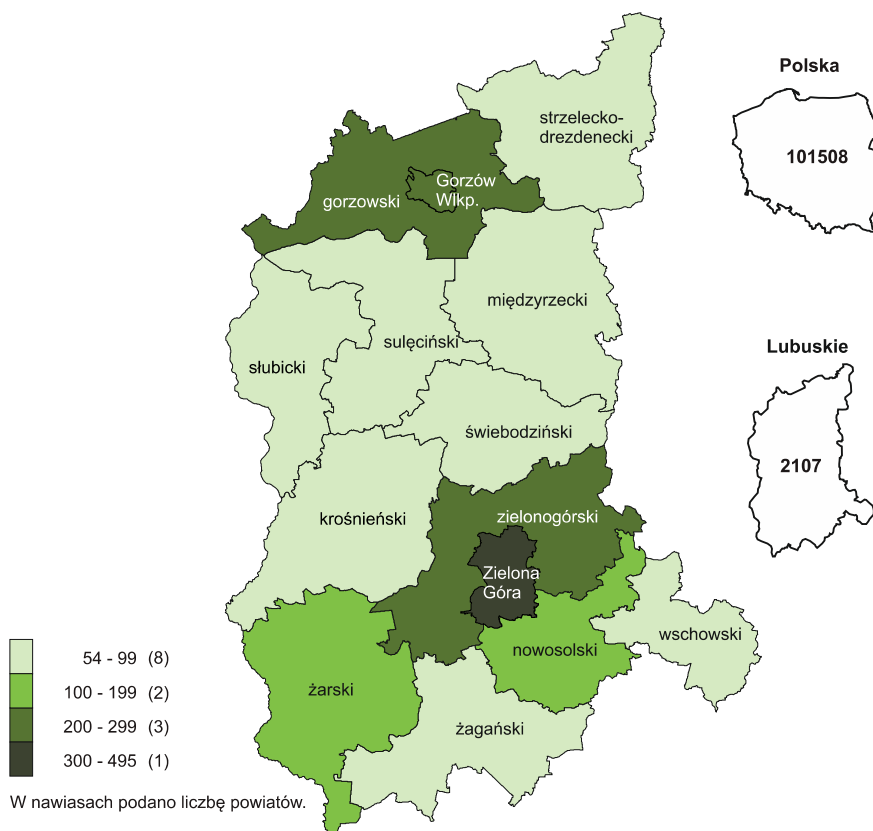 Polska
101508
strzelecko-
drezdenecki
Gorzów
Wlkp.
gorzowski
międzyrzecki
sulęciński
słubicki
Lubuskie
2107
świebodziński
krośnieński
zielonogórski
Zielona
Góra
wschowski
nowosolski
żarski
żagański
54 - 99 (8)
100 - 199 (2)
200 - 299 (3)
300 - 495 (1)
W nawiasach podano liczbę powiatów.